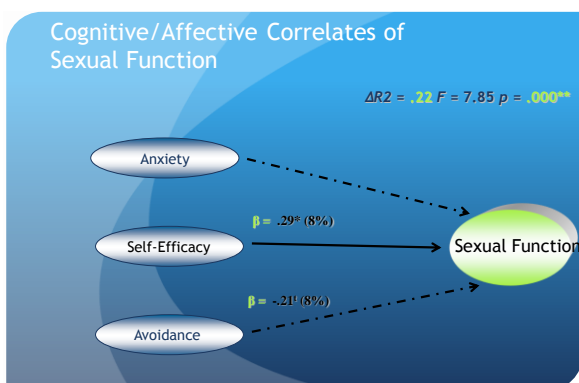 Cognitive/Affective Correlates of
Sexual Function
ΔR2 = .22 F = 7.85 p = .000**
Anxiety
β = .29* (8%)
Self-Efficacy
Sexual Function
β = -.21ᵗ (8%)
Avoidance